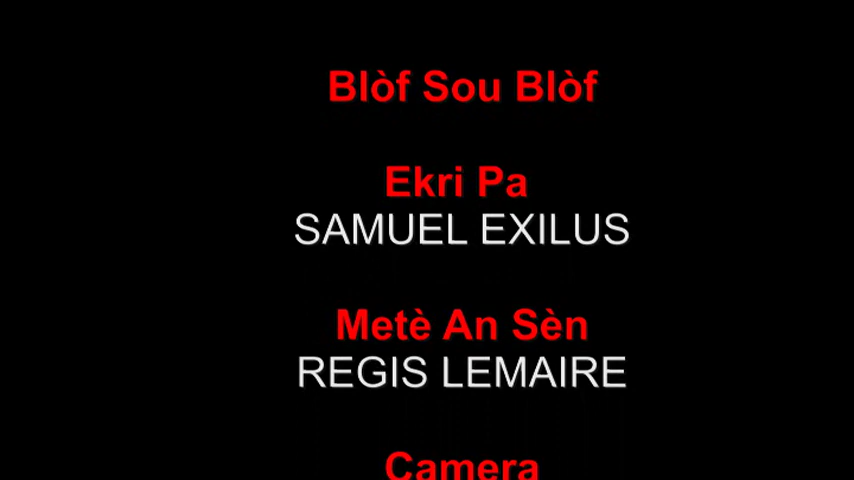 Blòf Sou Blòf
Ekri Pa
SAMUEL EXILUS
Metè An Sèn
REGIS LEMAIRE
Camera